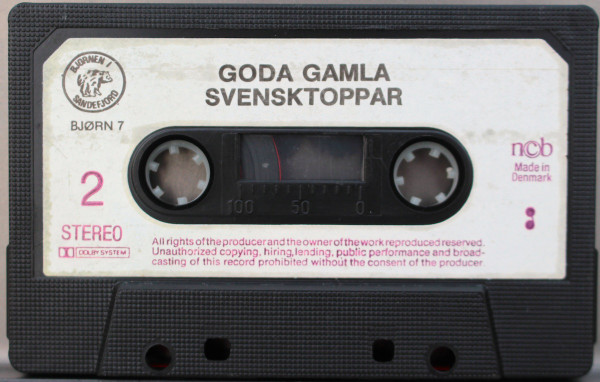 BJØRNEN I
SANDEFJORD
BJØRN 7
GODA GAMLA
SVENSKTOPPAR
ncb
Made in
Denmark
2
STEREO
DOLBY SYSTEM
100 50 0
All rights of the producer and the owner of the work reproduced reserved.
Unauthorized copying, hiring, lending, public performance and broad-
casting of this record prohibited without the consent of the producer.